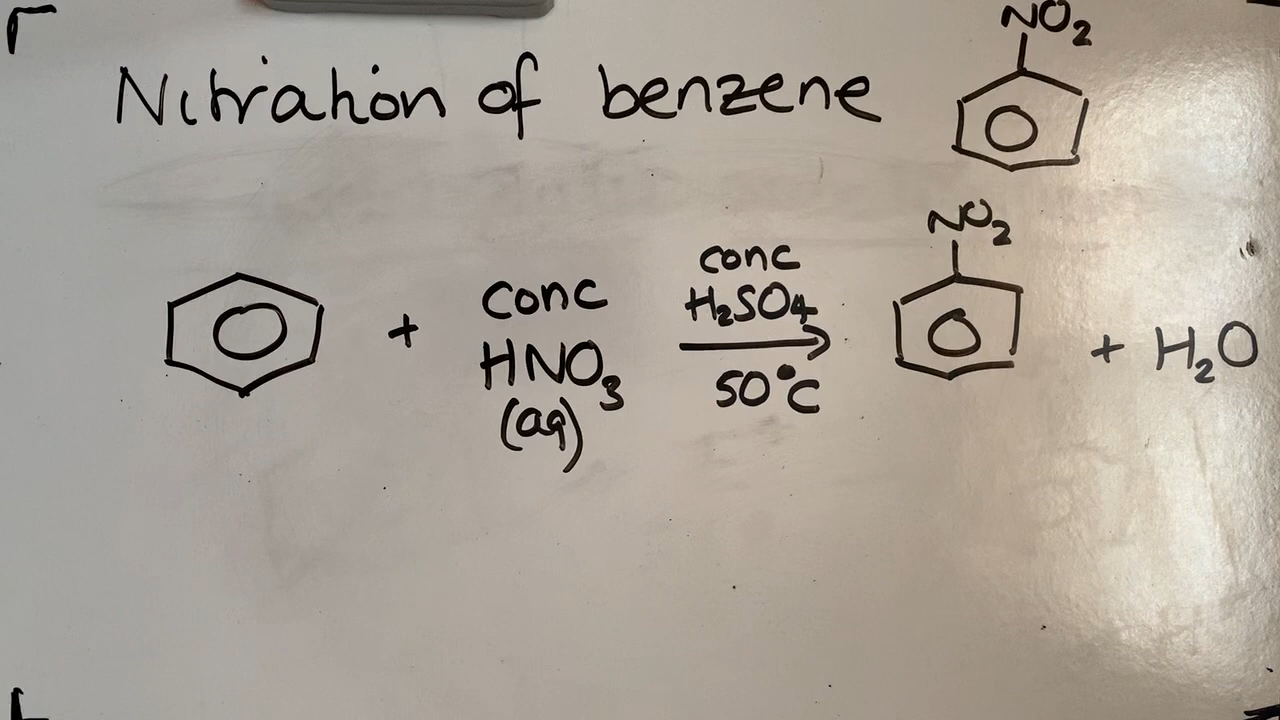 Nitration of benzene
NO₂
conc
HNO₃
(aq)
+
conc
H₂SO₄
50°C
NO₂
+ H₂O